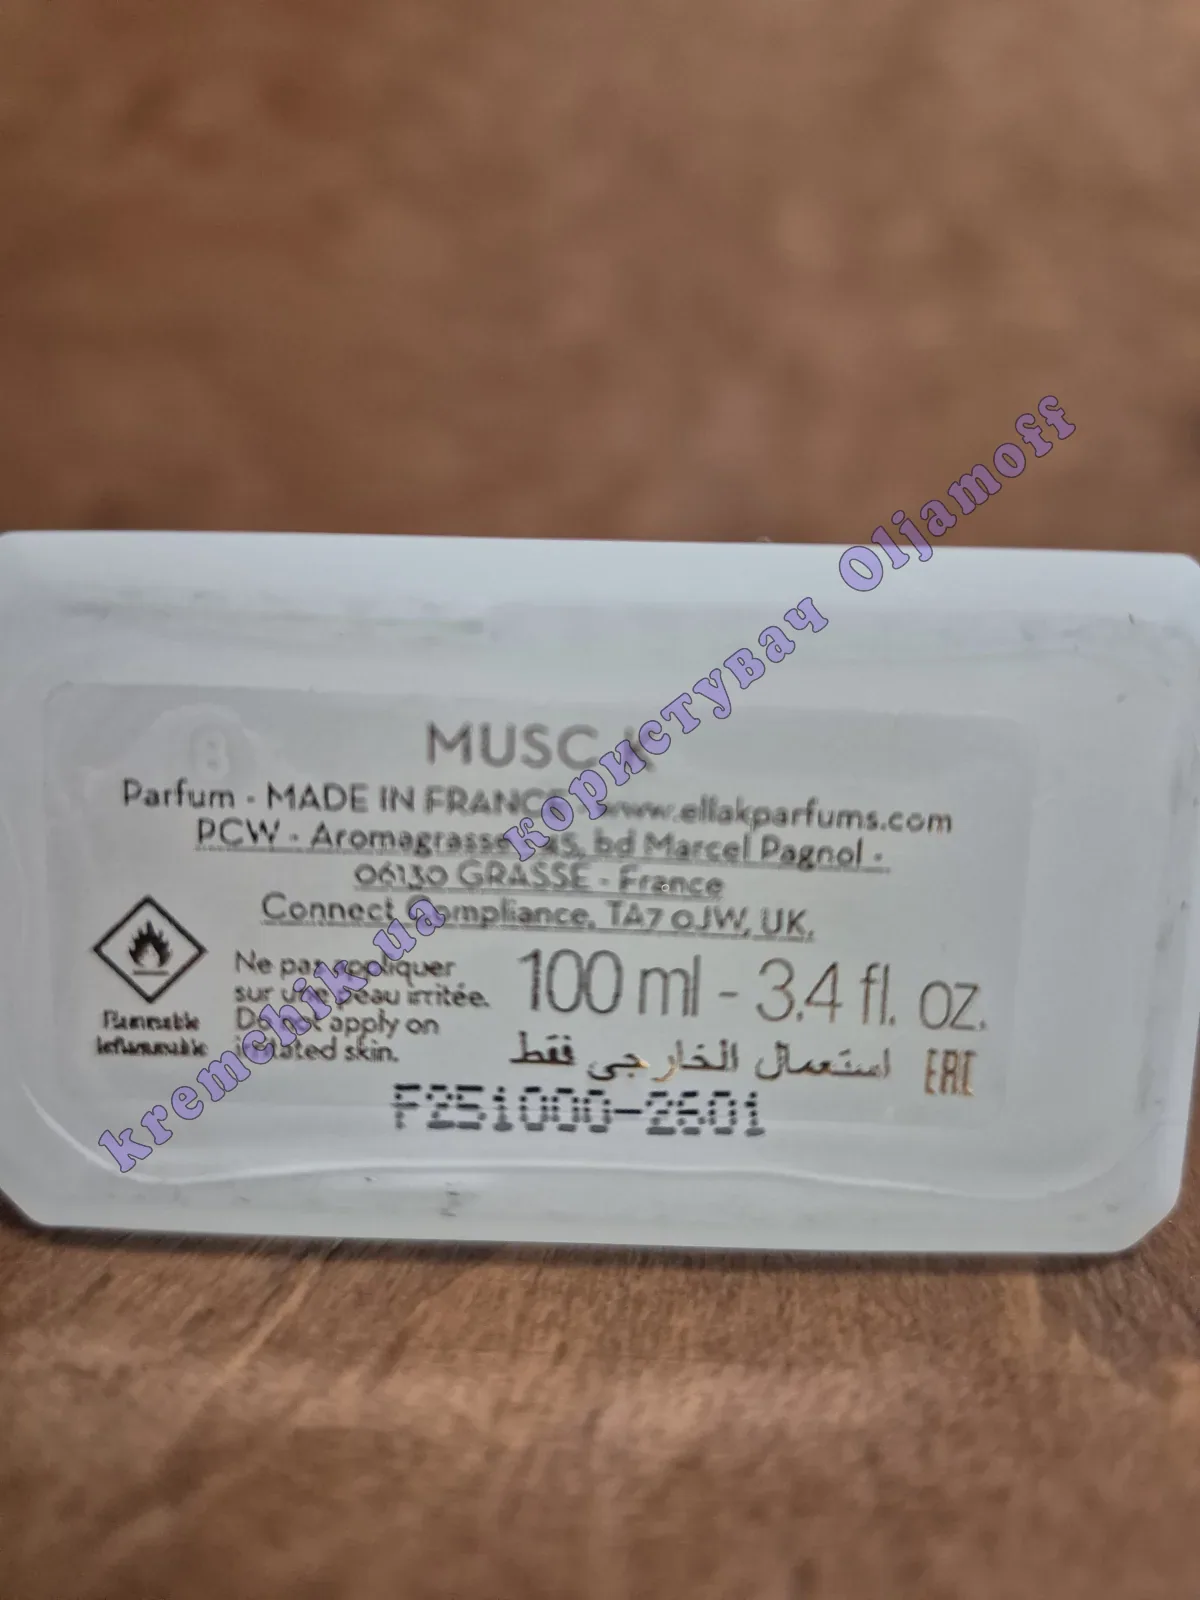 MUSC K
Parfum - MADE IN FRANCE - www.ellakparfums.com
PCW - Aromagrasse 45, bd Marcel Pagnol -
06130 GRASSE - France
Connect Compliance, TA7 0JW, UK.
Flammable
Inflammable
Ne pas appliquer
sur une peau irritée.
Do not apply on
irritated skin.
100 ml - 3.4 fl. oz.
استعمال الخارجي فقط
EAC
F251000-2601
kremchik.ua користувач Oljamoff